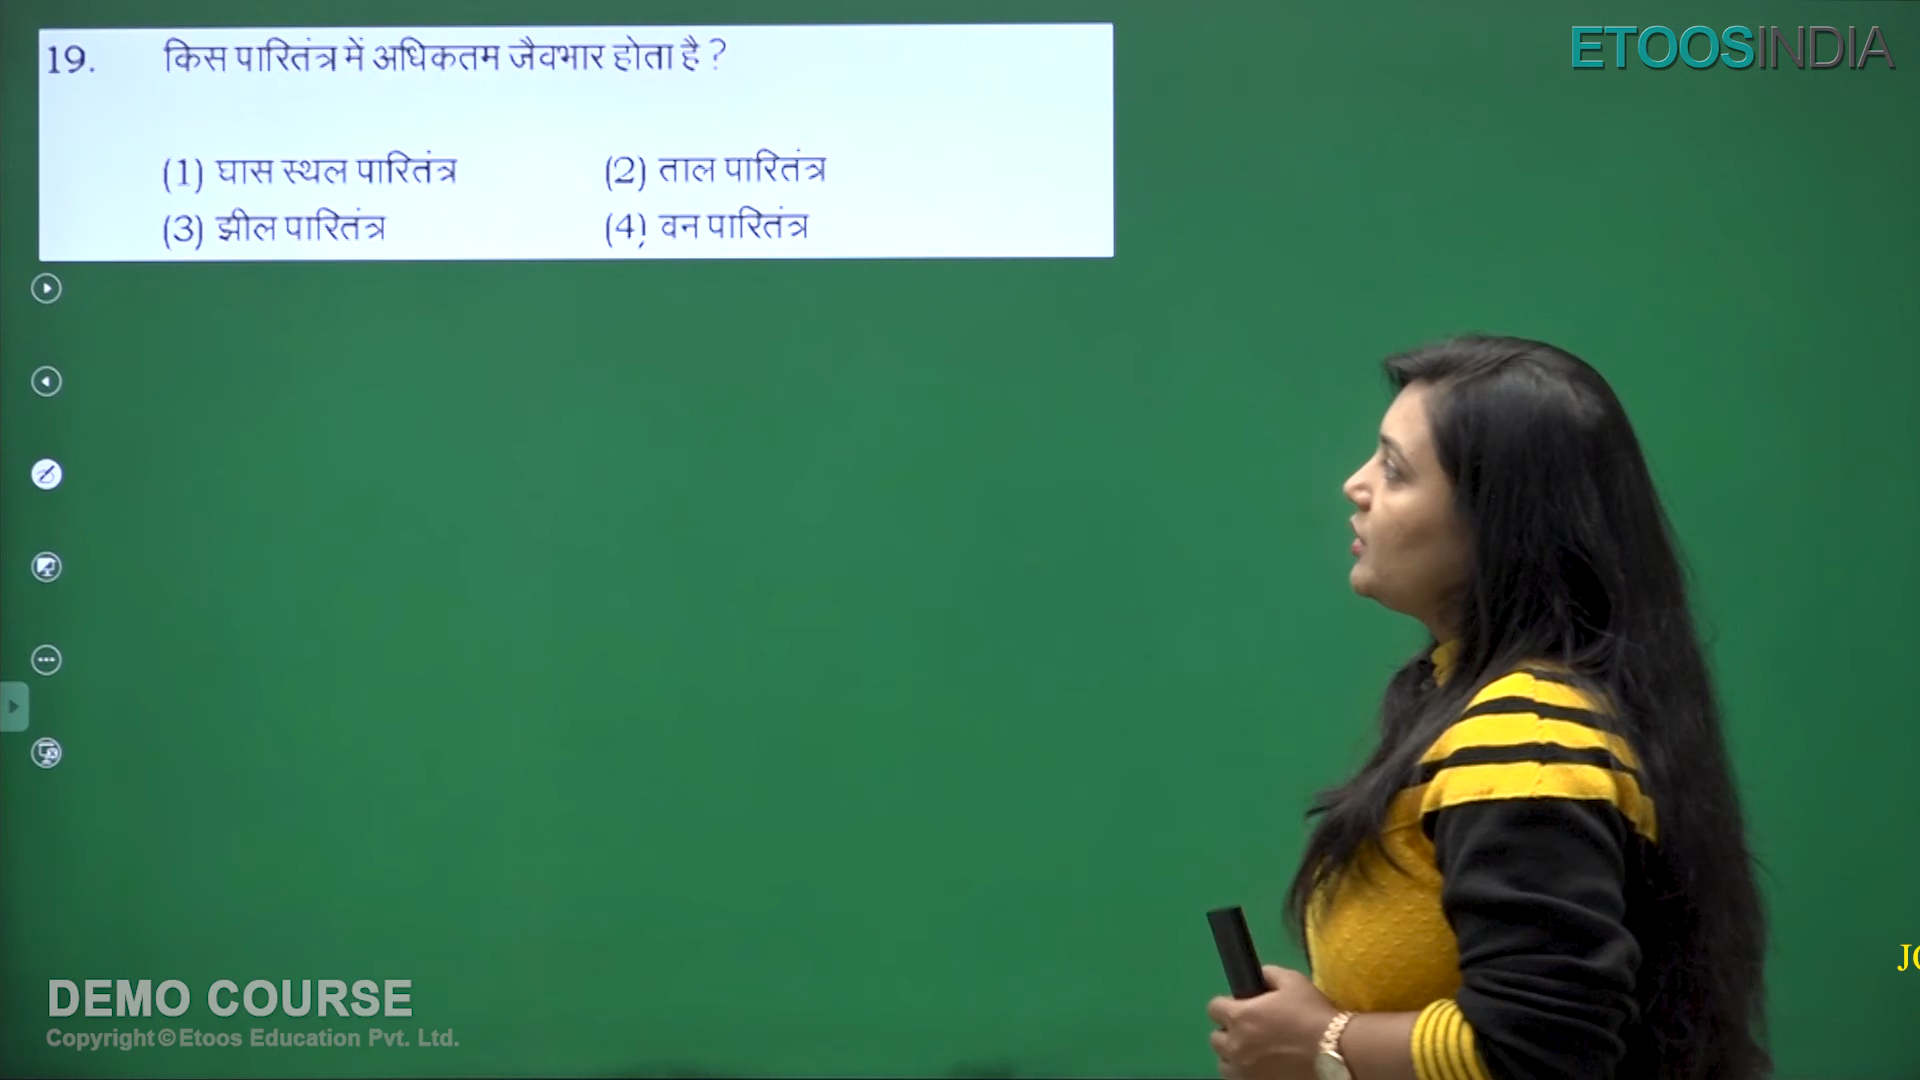 ETOOSINDIA
19. किस पारितंत्र में अधिकतम जैवभार होता है ?
(1) घास स्थल पारितंत्र (2) ताल पारितंत्र
(3) झील पारितंत्र (4) वन पारितंत्र
DEMO COURSE
Copyright © Etoos Education Pvt. Ltd.